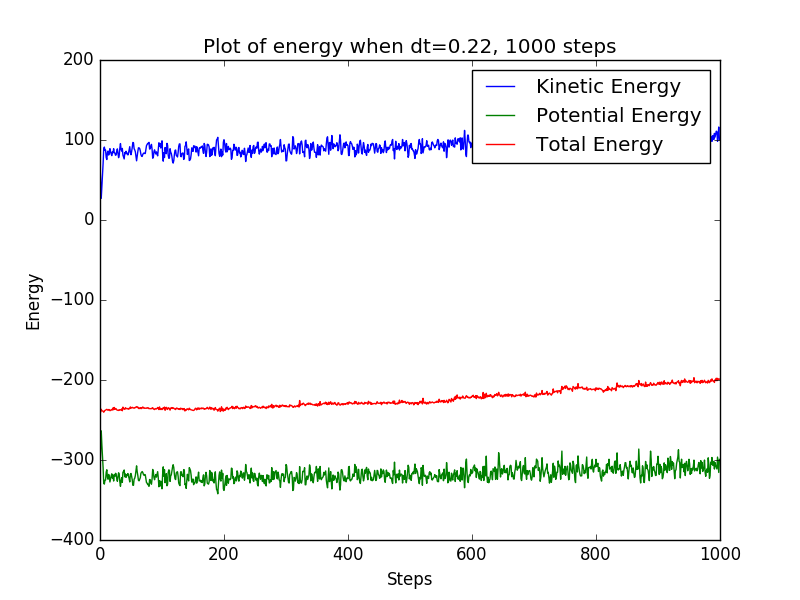 Plot of energy when dt=0.22, 1000 steps
200
100
0
−100
−200
−300
−400
Energy
Kinetic Energy
Potential Energy
Total Energy
0 200 400 600 800 1000
Steps